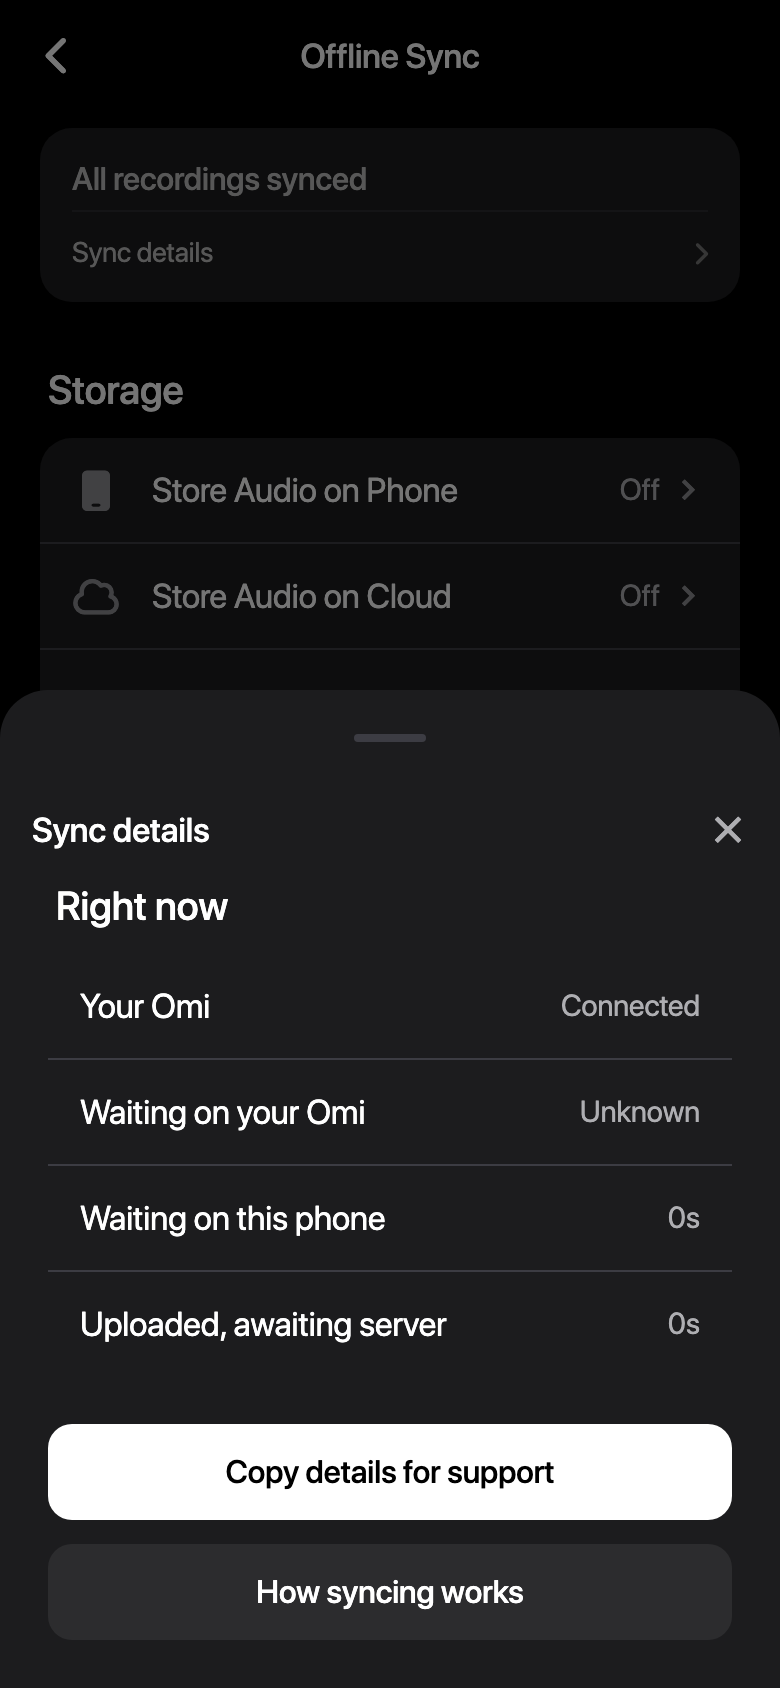 Offline Sync
All recordings synced
Sync details
Storage
Store Audio on Phone Off
Store Audio on Cloud Off
Sync details
Right now
Your Omi Connected
Waiting on your Omi Unknown
Waiting on this phone 0s
Uploaded, awaiting server 0s
Copy details for support
How syncing works